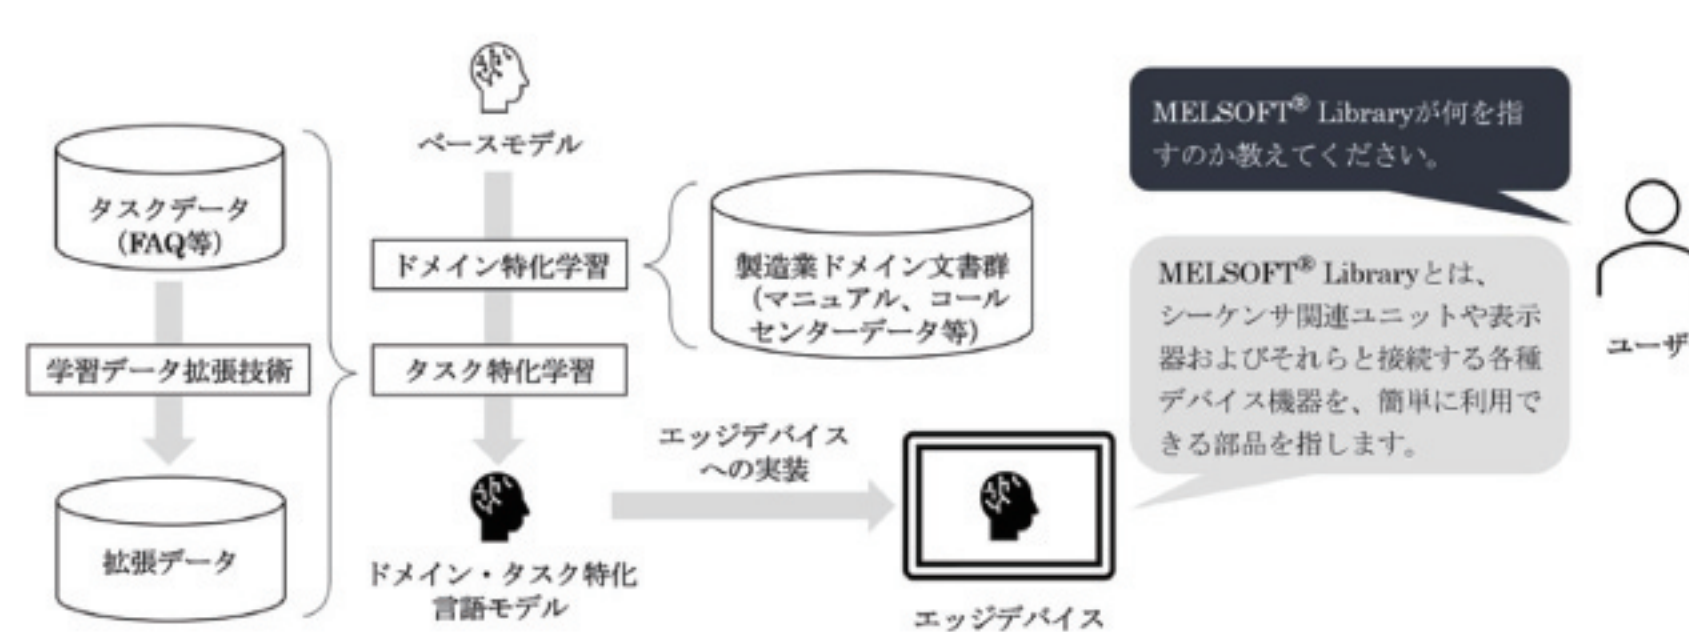 タスクデータ
(FAQ等)
学習データ拡張技術
拡張データ
ベースモデル
ドメイン特化学習
タスク特化学習
ドメイン・タスク特化
言語モデル
製造業ドメイン文書群
(マニュアル、コール
センターデータ等)
エッジデバイス
への実装
エッジデバイス
MELSOFT® Libraryが何を指
すのか教えてください。
MELSOFT® Libraryとは、
シーケンサ関連ユニットや表示
器およびそれらと接続する各種
デバイス機器を、簡単に利用で
きる部品を指します。
ユーザ